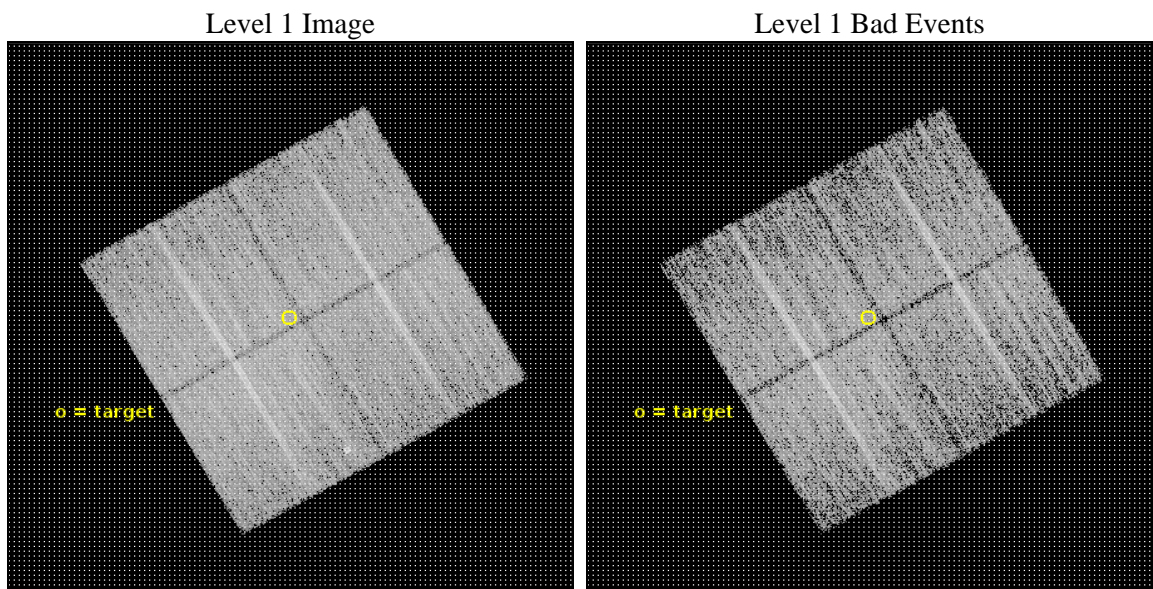 Level 1 Image
Level 1 Bad Events
o = target
o = target